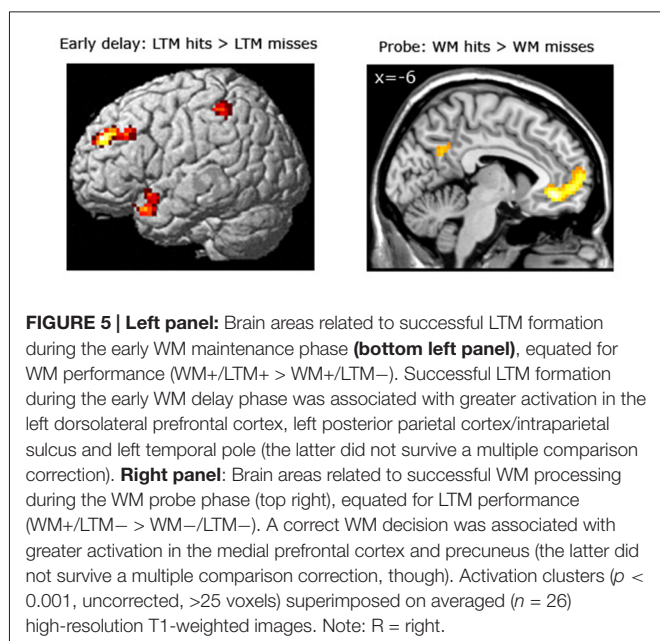 Early delay: LTM hits > LTM misses
Probe: WM hits > WM misses
x=-6
FIGURE 5 | Left panel: Brain areas related to successful LTM formation
during the early WM maintenance phase (bottom left panel), equated for
WM performance (WM+/LTM+ > WM+/LTM−). Successful LTM formation
during the early WM delay phase was associated with greater activation in the
left dorsolateral prefrontal cortex, left posterior parietal cortex/intraparietal
sulcus and left temporal pole (the latter did not survive a multiple comparison
correction). Right panel: Brain areas related to successful WM processing
during the WM probe phase (top right), equated for LTM performance
(WM+/LTM− > WM−/LTM−). A correct WM decision was associated with
greater activation in the medial prefrontal cortex and precuneus (the latter did
not survive a multiple comparison correction, though). Activation clusters (p <
0.001, uncorrected, >25 voxels) superimposed on averaged (n = 26)
high-resolution T1-weighted images. Note: R = right.